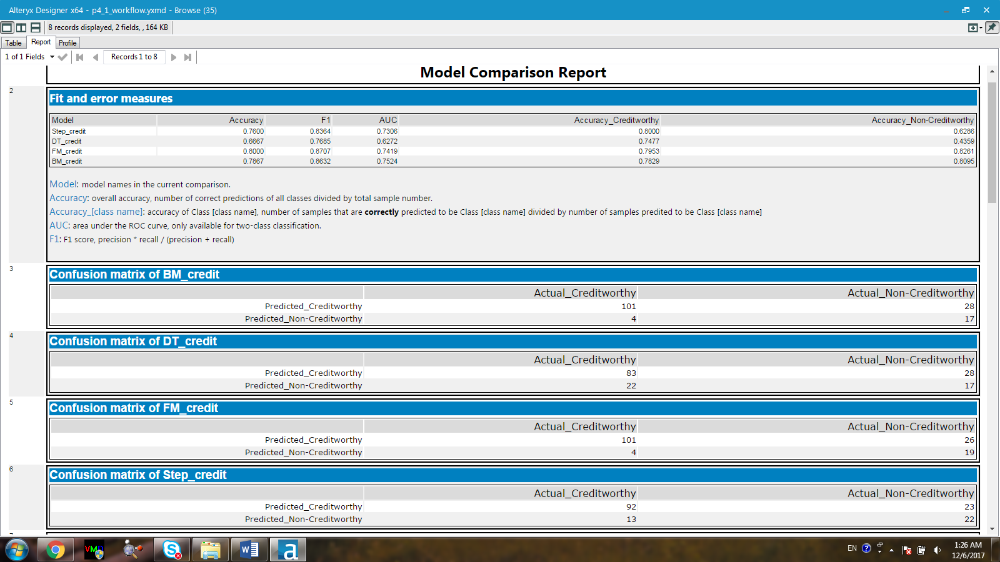 Alteryx Designer x64 - p4_1_workflow.yxmd - Browse (35)
8 records displayed, 2 fields, , 164 KB
Table Report Profile
1 of 1 Fields Records 1 to 8
Model Comparison Report
2
Fit and error measures
Model Accuracy F1 AUC Accuracy_Creditworthy Accuracy_Non-Creditworthy
Step_credit 0.7600 0.8364 0.7306 0.8000 0.6286
DT_credit 0.6667 0.7685 0.6272 0.7477 0.4359
FM_credit 0.8000 0.8707 0.7419 0.7953 0.8261
BM_credit 0.7867 0.8632 0.7524 0.7829 0.8095
Model: model names in the current comparison.
Accuracy: overall accuracy, number of correct predictions of all classes divided by total sample number.
Accuracy_[class name]: accuracy of Class [class name], number of samples that are correctly predicted to be Class [class name] divided by number of samples predited to be Class [class name]
AUC: area under the ROC curve, only available for two-class classification.
F1: F1 score, precision * recall / (precision + recall)
3
Confusion matrix of BM_credit
Actual_Creditworthy Actual_Non-Creditworthy
Predicted_Creditworthy 101 28
Predicted_Non-Creditworthy 4 17
4
Confusion matrix of DT_credit
Actual_Creditworthy Actual_Non-Creditworthy
Predicted_Creditworthy 83 28
Predicted_Non-Creditworthy 22 17
5
Confusion matrix of FM_credit
Actual_Creditworthy Actual_Non-Creditworthy
Predicted_Creditworthy 101 26
Predicted_Non-Creditworthy 4 19
6
Confusion matrix of Step_credit
Actual_Creditworthy Actual_Non-Creditworthy
Predicted_Creditworthy 92 23
Predicted_Non-Creditworthy 13 22
EN
1:26 AM
12/6/2017